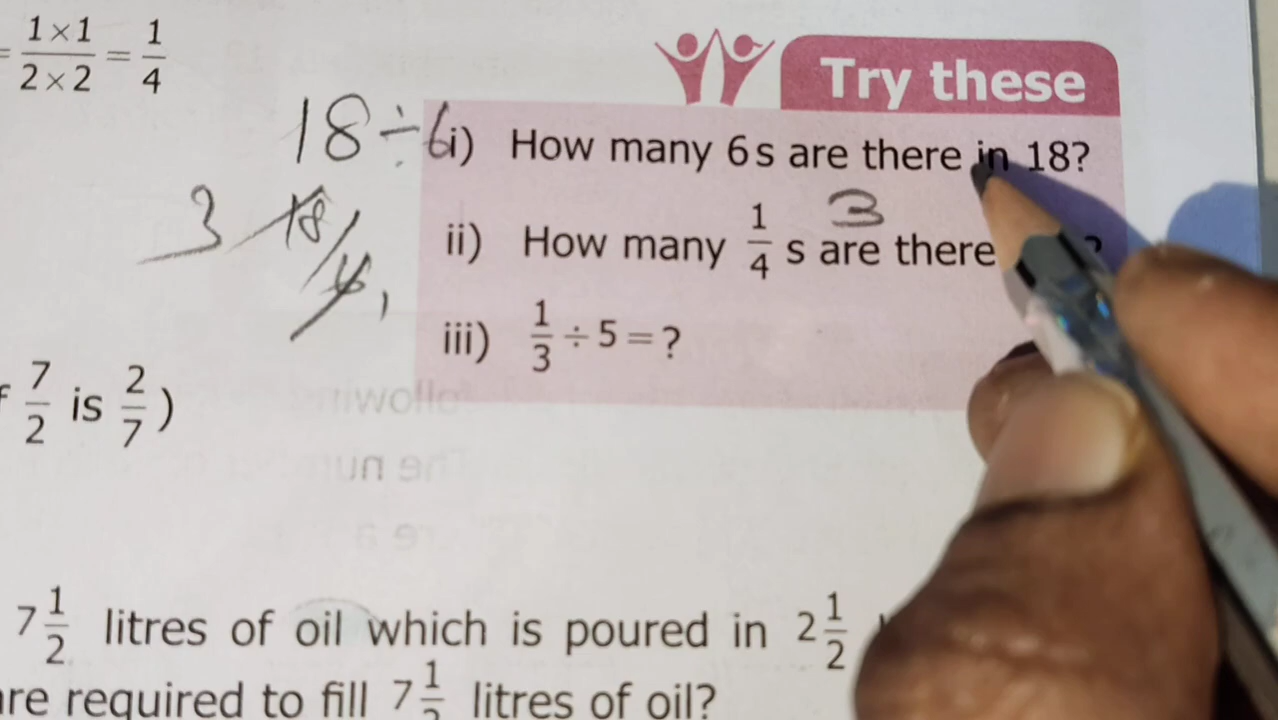 = 1×1/2×2 = 1/4
Try these
18÷6
i) How many 6s are there in 18?
3 18/6 1
3
ii) How many 1/4 s are there ?
iii) 1/3 ÷ 5 = ?
7/2 is 2/7 )
7 1/2 litres of oil which is poured in 2 1/2
are required to fill 7 1/2 litres of oil?